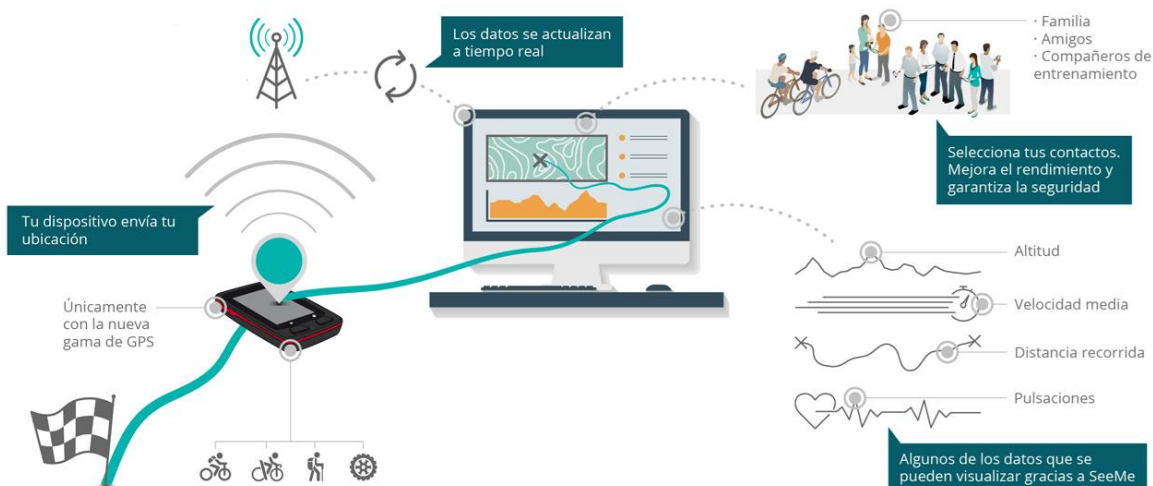 Los datos se actualizan
a tiempo real
· Familia
· Amigos
· Compañeros de
entrenamiento
Selecciona tus contactos.
Mejora el rendimiento y
garantiza la seguridad
Tu dispositivo envía tu
ubicación
Únicamente
con la nueva
gama de GPS
Altitud
Velocidad media
Distancia recorrida
Pulsaciones
Algunos de los datos que se
pueden visualizar gracias a SeeMe